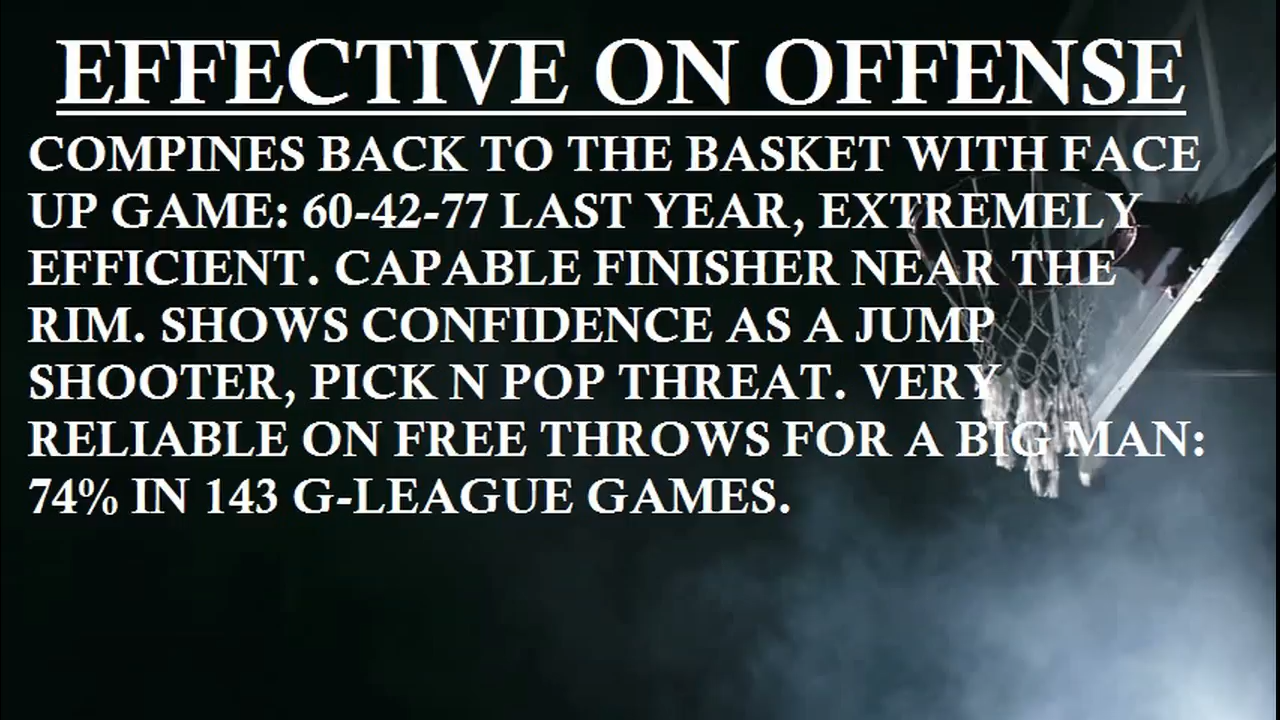 EFFECTIVE ON OFFENSE
COMPINES BACK TO THE BASKET WITH FACE
UP GAME: 60-42-77 LAST YEAR, EXTREMELY
EFFICIENT. CAPABLE FINISHER NEAR THE
RIM. SHOWS CONFIDENCE AS A JUMP
SHOOTER, PICK N POP THREAT. VERY
RELIABLE ON FREE THROWS FOR A BIG MAN:
74% IN 143 G-LEAGUE GAMES.